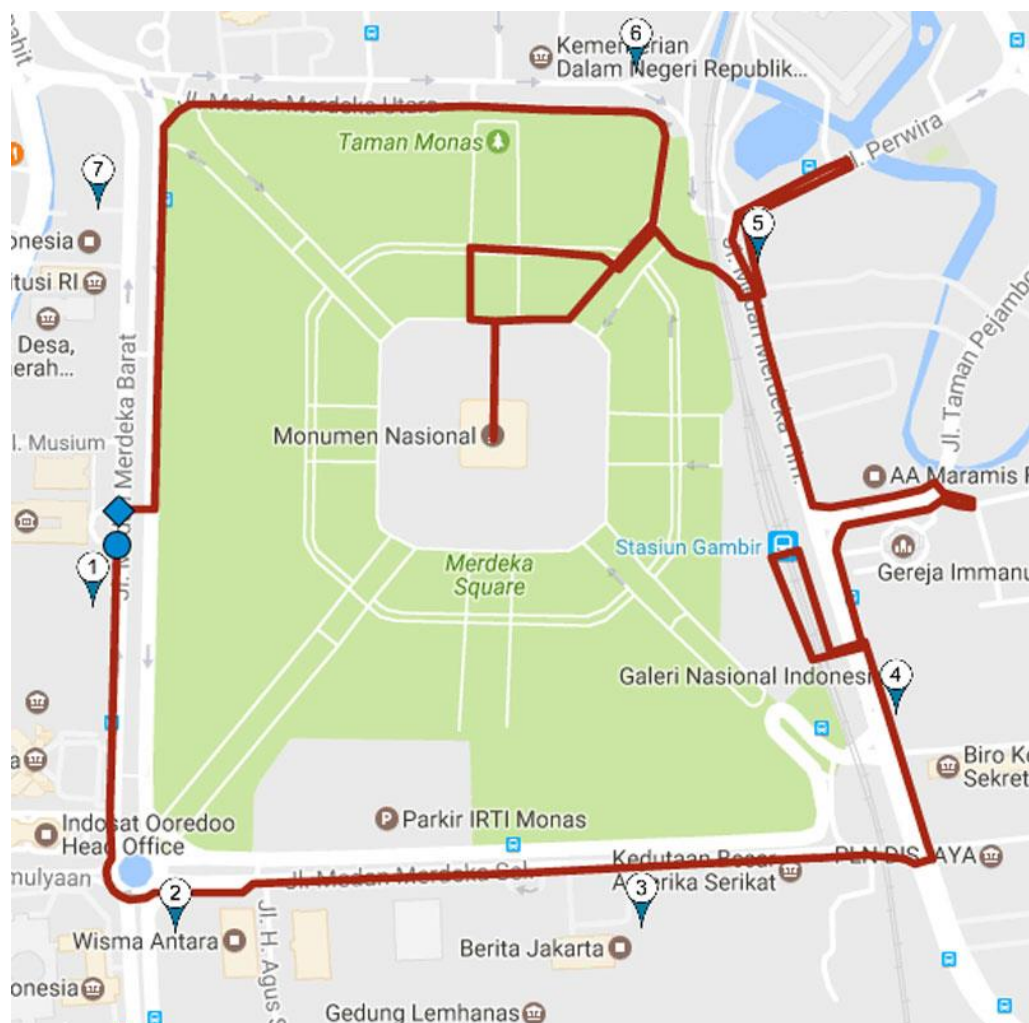 6
Kementerian
Dalam Negeri Republik...
Jl. Medan Merdeka Utara
Taman Monas
Jl. Perwira
7
5
onesia
itusi RI
Desa,
erah...
Jl. Medan Merdeka Barat
Jl. Medan Merdeka Tim.
Jl. Taman Pejambo
Monumen Nasional
l. Musium
AA Maramis
Stasiun Gambir
1
Merdeka
Square
Gereja Immanu
Galeri Nasional Indonesi
4
Biro Ke
Sekret
a
Parkir IRTI Monas
P
Indosat Ooredoo
Head Office
mulyaan
Jl. Medan Merdeka Sel.
Kedutaan Besar
Amerika Serikat
PLN DIS JAYA
2
3
Wisma Antara
Jl. H. Agus S
Berita Jakarta
onesia
Gedung Lemhanas